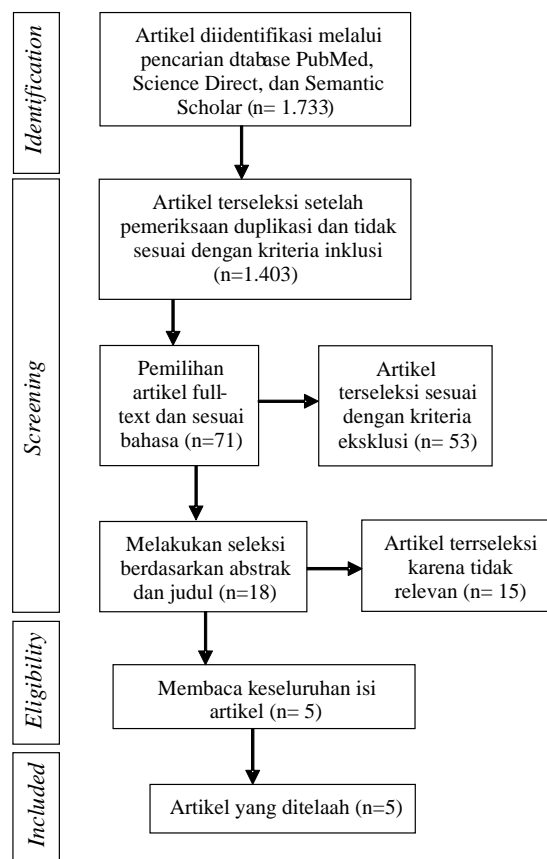 Identification
Artikel diidentifikasi melalui
pencarian dtabase PubMed,
Science Direct, dan Semantic
Scholar (n= 1.733)
Screening
Artikel terseleksi setelah
pemeriksaan duplikasi dan tidak
sesuai dengan kriteria inklusi
(n=1.403)
Pemilihan
artikel full-
text dan sesuai
bahasa (n=71)
Artikel
terseleksi sesuai
dengan kriteria
eksklusi (n= 53)
Melakukan seleksi
berdasarkan abstrak
dan judul (n=18)
Artikel terrseleksi
karena tidak
relevan (n= 15)
Eligibility
Membaca keseluruhan isi
artikel (n= 5)
Included
Artikel yang ditelaah (n=5)